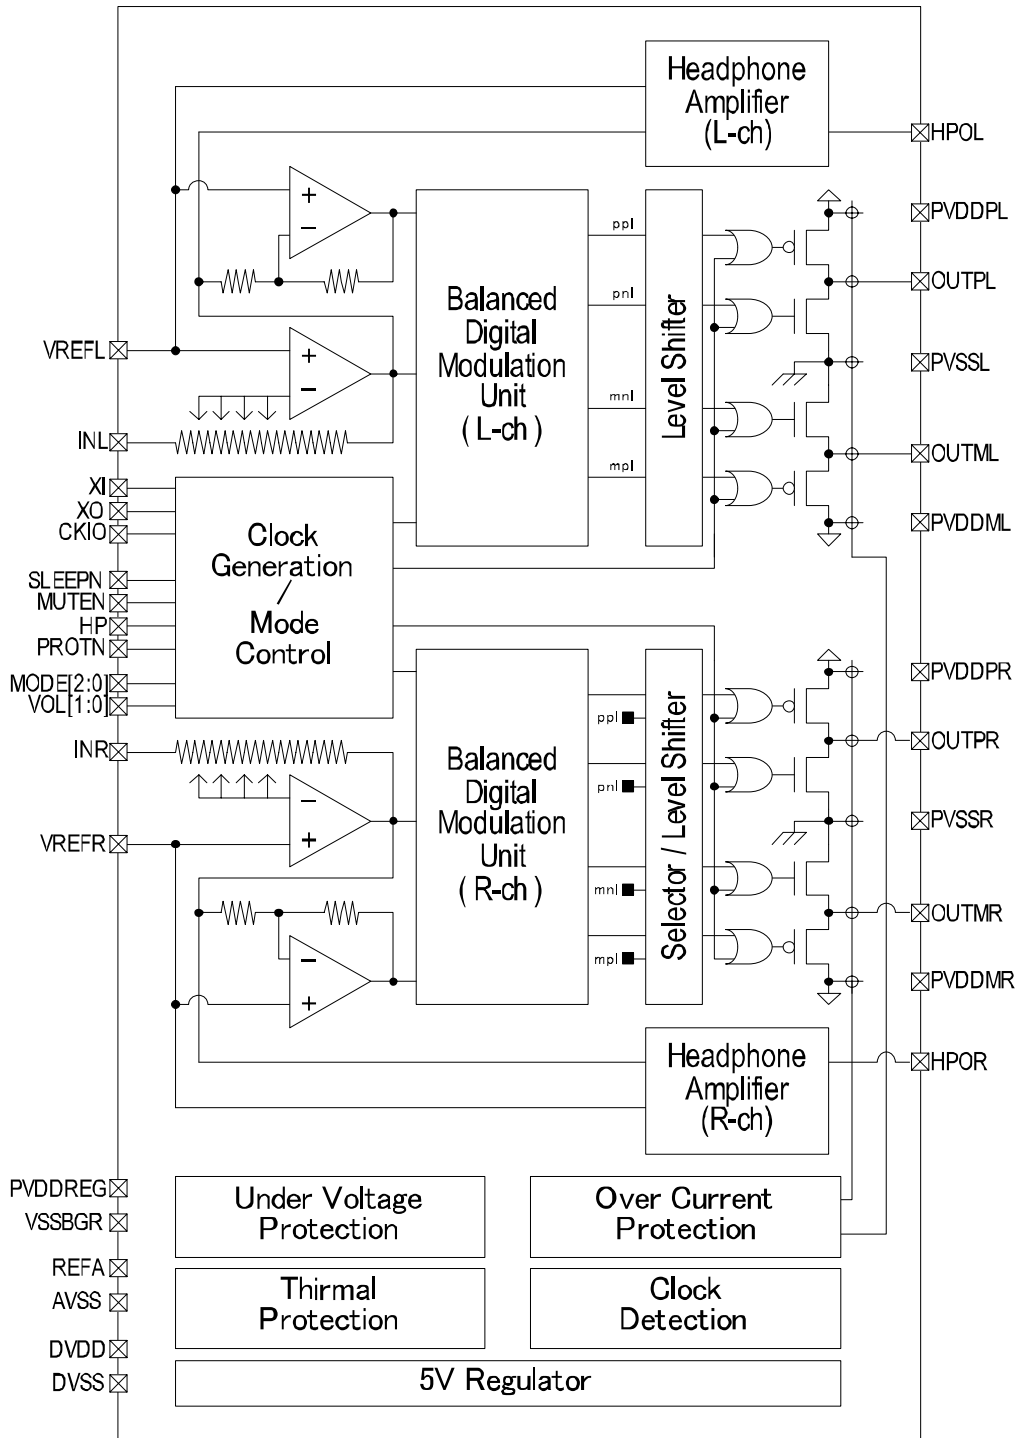 Headphone
Amplifier
(L-ch)
HPOL
PVDDPL
ppl
OUTPL
pnl
Balanced
Digital
Modulation
Unit
( L-ch )
Level Shifter
VREFL
PVSSL
mnl
INL
OUTML
mpl
XI
XO
CKIO
PVDDML
Clock
Generation
/
Mode
Control
SLEEPN
MUTEN
HP
PROTN
MODE[2:0]
VOL[1:0]
PVDDPR
ppl
INR
OUTPR
Balanced
Digital
Modulation
Unit
( R-ch )
pnl
Selector / Level Shifter
VREFR
PVSSR
mnl
OUTMR
mpl
PVDDMR
Headphone
Amplifier
(R-ch)
HPOR
PVDDREG
VSSBGR
REFA
AVSS
DVDD
DVSS
Under Voltage
Protection
Over Current
Protection
Thirmal
Protection
Clock
Detection
5V Regulator
+
−
+
−
−
+
−
+